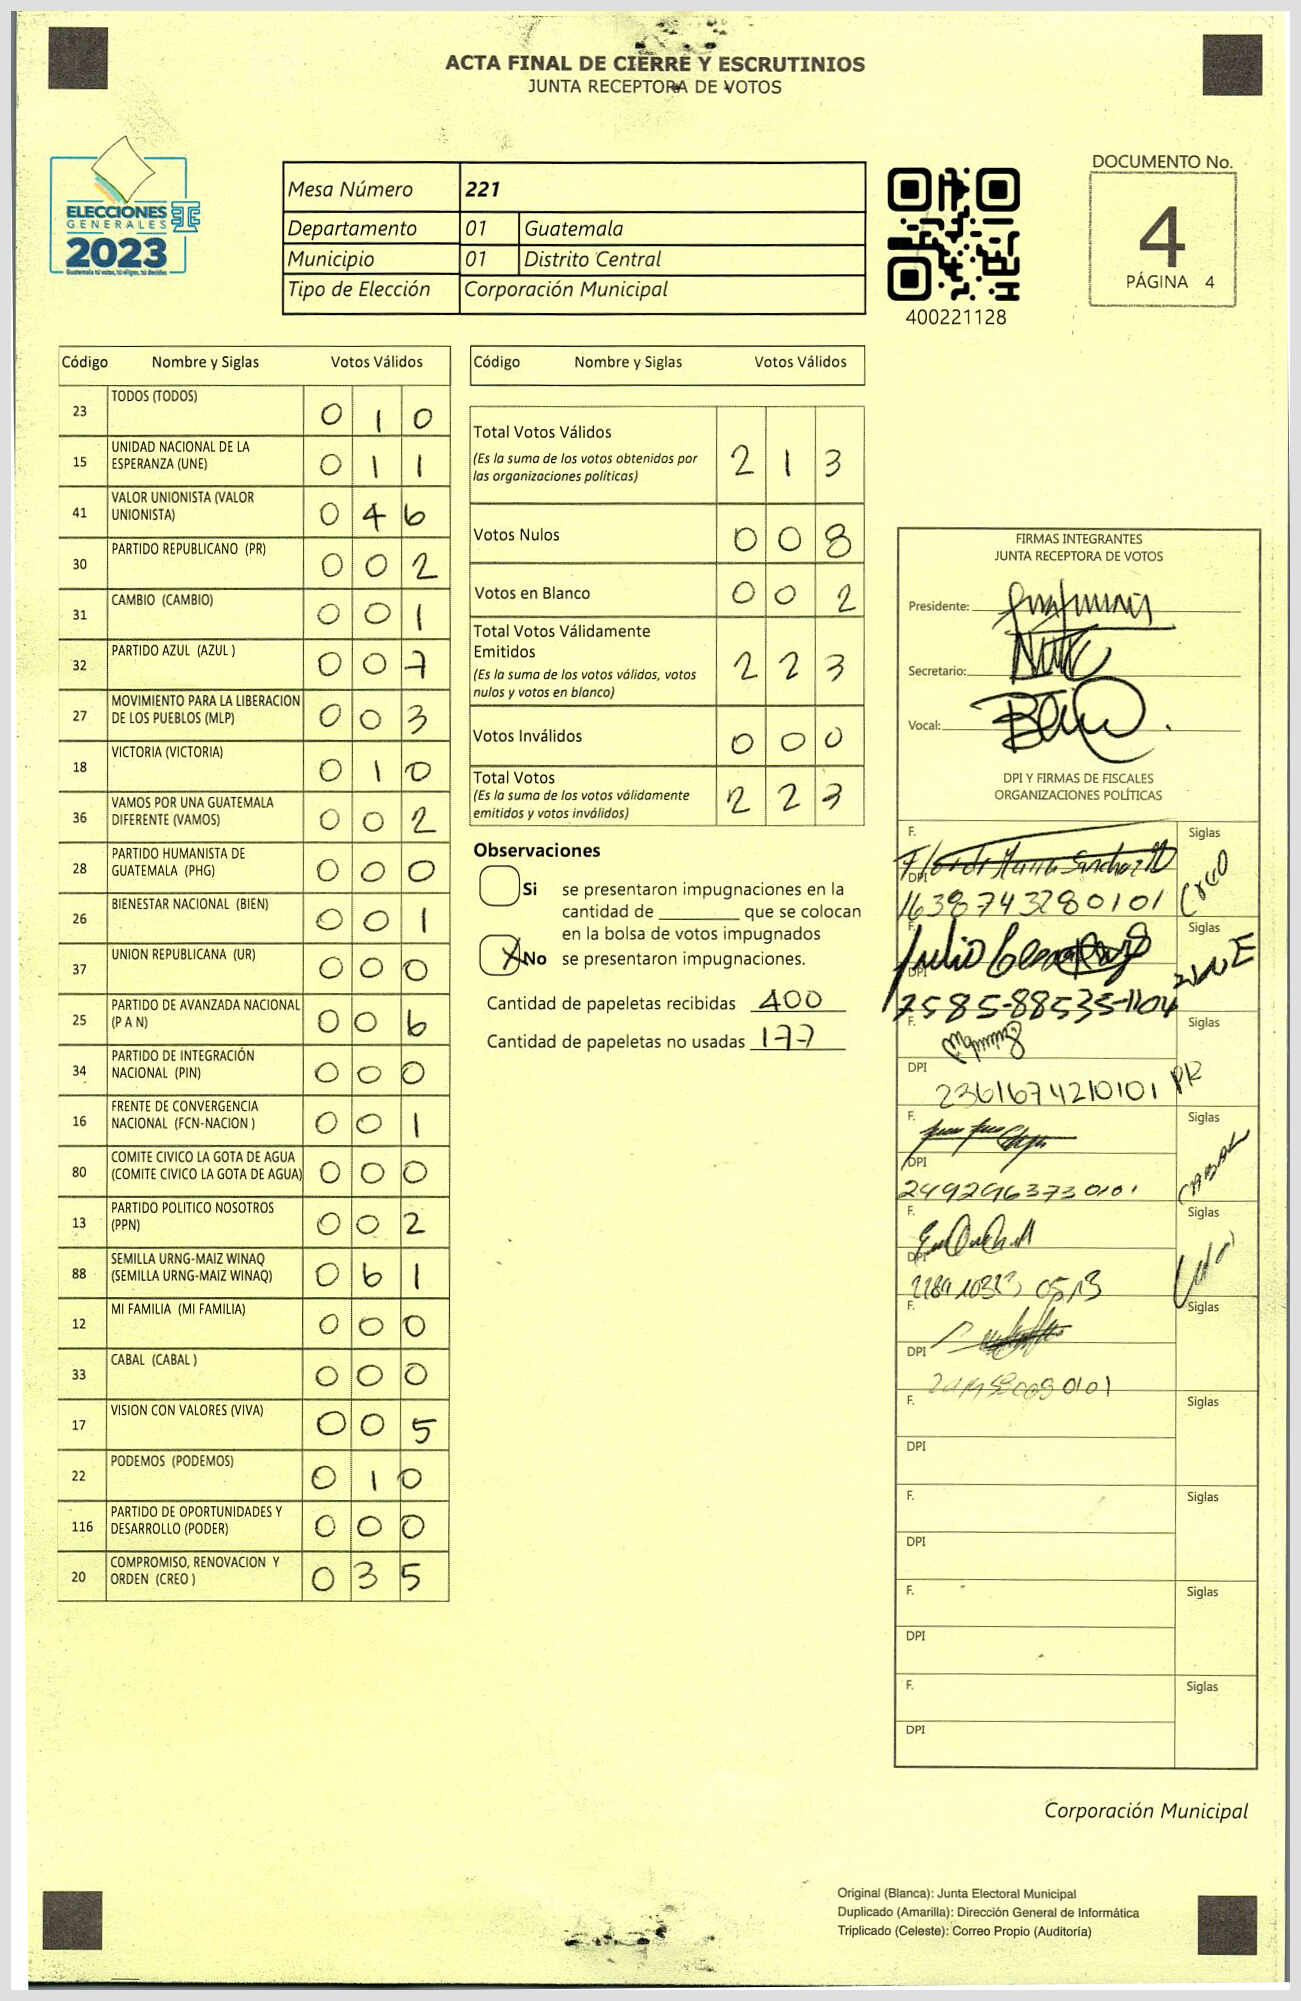 ACTA FINAL DE CIERRE Y ESCRUTINIOS
JUNTA RECEPTORA DE VOTOS
ELECCIONES
GENERALES
2023
Guatemala tú votas, tú eliges, tú decides
Mesa Número 221
Departamento 01 Guatemala
Municipio 01 Distrito Central
Tipo de Elección Corporación Municipal
400221128
DOCUMENTO No.
4
PÁGINA 4
Código Nombre y Siglas Votos Válidos
23 TODOS (TODOS) 0 1 0
15 UNIDAD NACIONAL DE LA ESPERANZA (UNE) 0 1 1
41 VALOR UNIONISTA (VALOR UNIONISTA) 0 4 6
30 PARTIDO REPUBLICANO (PR) 0 0 2
31 CAMBIO (CAMBIO) 0 0 1
32 PARTIDO AZUL (AZUL ) 0 0 7
27 MOVIMIENTO PARA LA LIBERACION DE LOS PUEBLOS (MLP) 0 0 3
18 VICTORIA (VICTORIA) 0 1 0
36 VAMOS POR UNA GUATEMALA DIFERENTE (VAMOS) 0 0 2
28 PARTIDO HUMANISTA DE GUATEMALA (PHG) 0 0 0
26 BIENESTAR NACIONAL (BIEN) 0 0 1
37 UNION REPUBLICANA (UR) 0 0 0
25 PARTIDO DE AVANZADA NACIONAL (P A N) 0 0 6
34 PARTIDO DE INTEGRACIÓN NACIONAL (PIN) 0 0 0
16 FRENTE DE CONVERGENCIA NACIONAL (FCN-NACION ) 0 0 1
80 COMITE CIVICO LA GOTA DE AGUA (COMITE CIVICO LA GOTA DE AGUA) 0 0 0
13 PARTIDO POLITICO NOSOTROS (PPN) 0 0 2
88 SEMILLA URNG-MAIZ WINAQ (SEMILLA URNG-MAIZ WINAQ) 0 6 1
12 MI FAMILIA (MI FAMILIA) 0 0 0
33 CABAL (CABAL ) 0 0 0
17 VISION CON VALORES (VIVA) 0 0 5
22 PODEMOS (PODEMOS) 0 1 0
116 PARTIDO DE OPORTUNIDADES Y DESARROLLO (PODER) 0 0 0
20 COMPROMISO, RENOVACION Y ORDEN (CREO ) 0 3 5
Código Nombre y Siglas Votos Válidos
Total Votos Válidos 2 1 3
(Es la suma de los votos obtenidos por
las organizaciones políticas)
Votos Nulos 0 0 8
Votos en Blanco 0 0 2
Total Votos Válidamente
Emitidos 2 2 3
(Es la suma de los votos válidos, votos
nulos y votos en blanco)
Votos Inválidos 0 0 0
Total Votos 2 2 3
(Es la suma de los votos válidamente
emitidos y votos inválidos)
Observaciones
Si se presentaron impugnaciones en la
cantidad de ________ que se colocan
en la bolsa de votos impugnados
X No se presentaron impugnaciones.
Cantidad de papeletas recibidas 400
Cantidad de papeletas no usadas 177
FIRMAS INTEGRANTES
JUNTA RECEPTORA DE VOTOS
Presidente:
Secretario:
Vocal:
DPI Y FIRMAS DE FISCALES
ORGANIZACIONES POLÍTICAS
F. Siglas
DPI 1638743280101 Creo
F. Siglas
DPI 7585-88535-1104 UNE
F. Siglas
DPI 2361674210101 PR
F. Siglas
DPI 2492963730101 CABAL
F. Siglas
DPI
F. Siglas
DPI
F. Siglas
DPI
F. Siglas
DPI
F. Siglas
DPI
F. Siglas
DPI
Corporación Municipal
Original (Blanca): Junta Electoral Municipal
Duplicado (Amarilla): Dirección General de Informática
Triplicado (Celeste): Correo Propio (Auditoría)